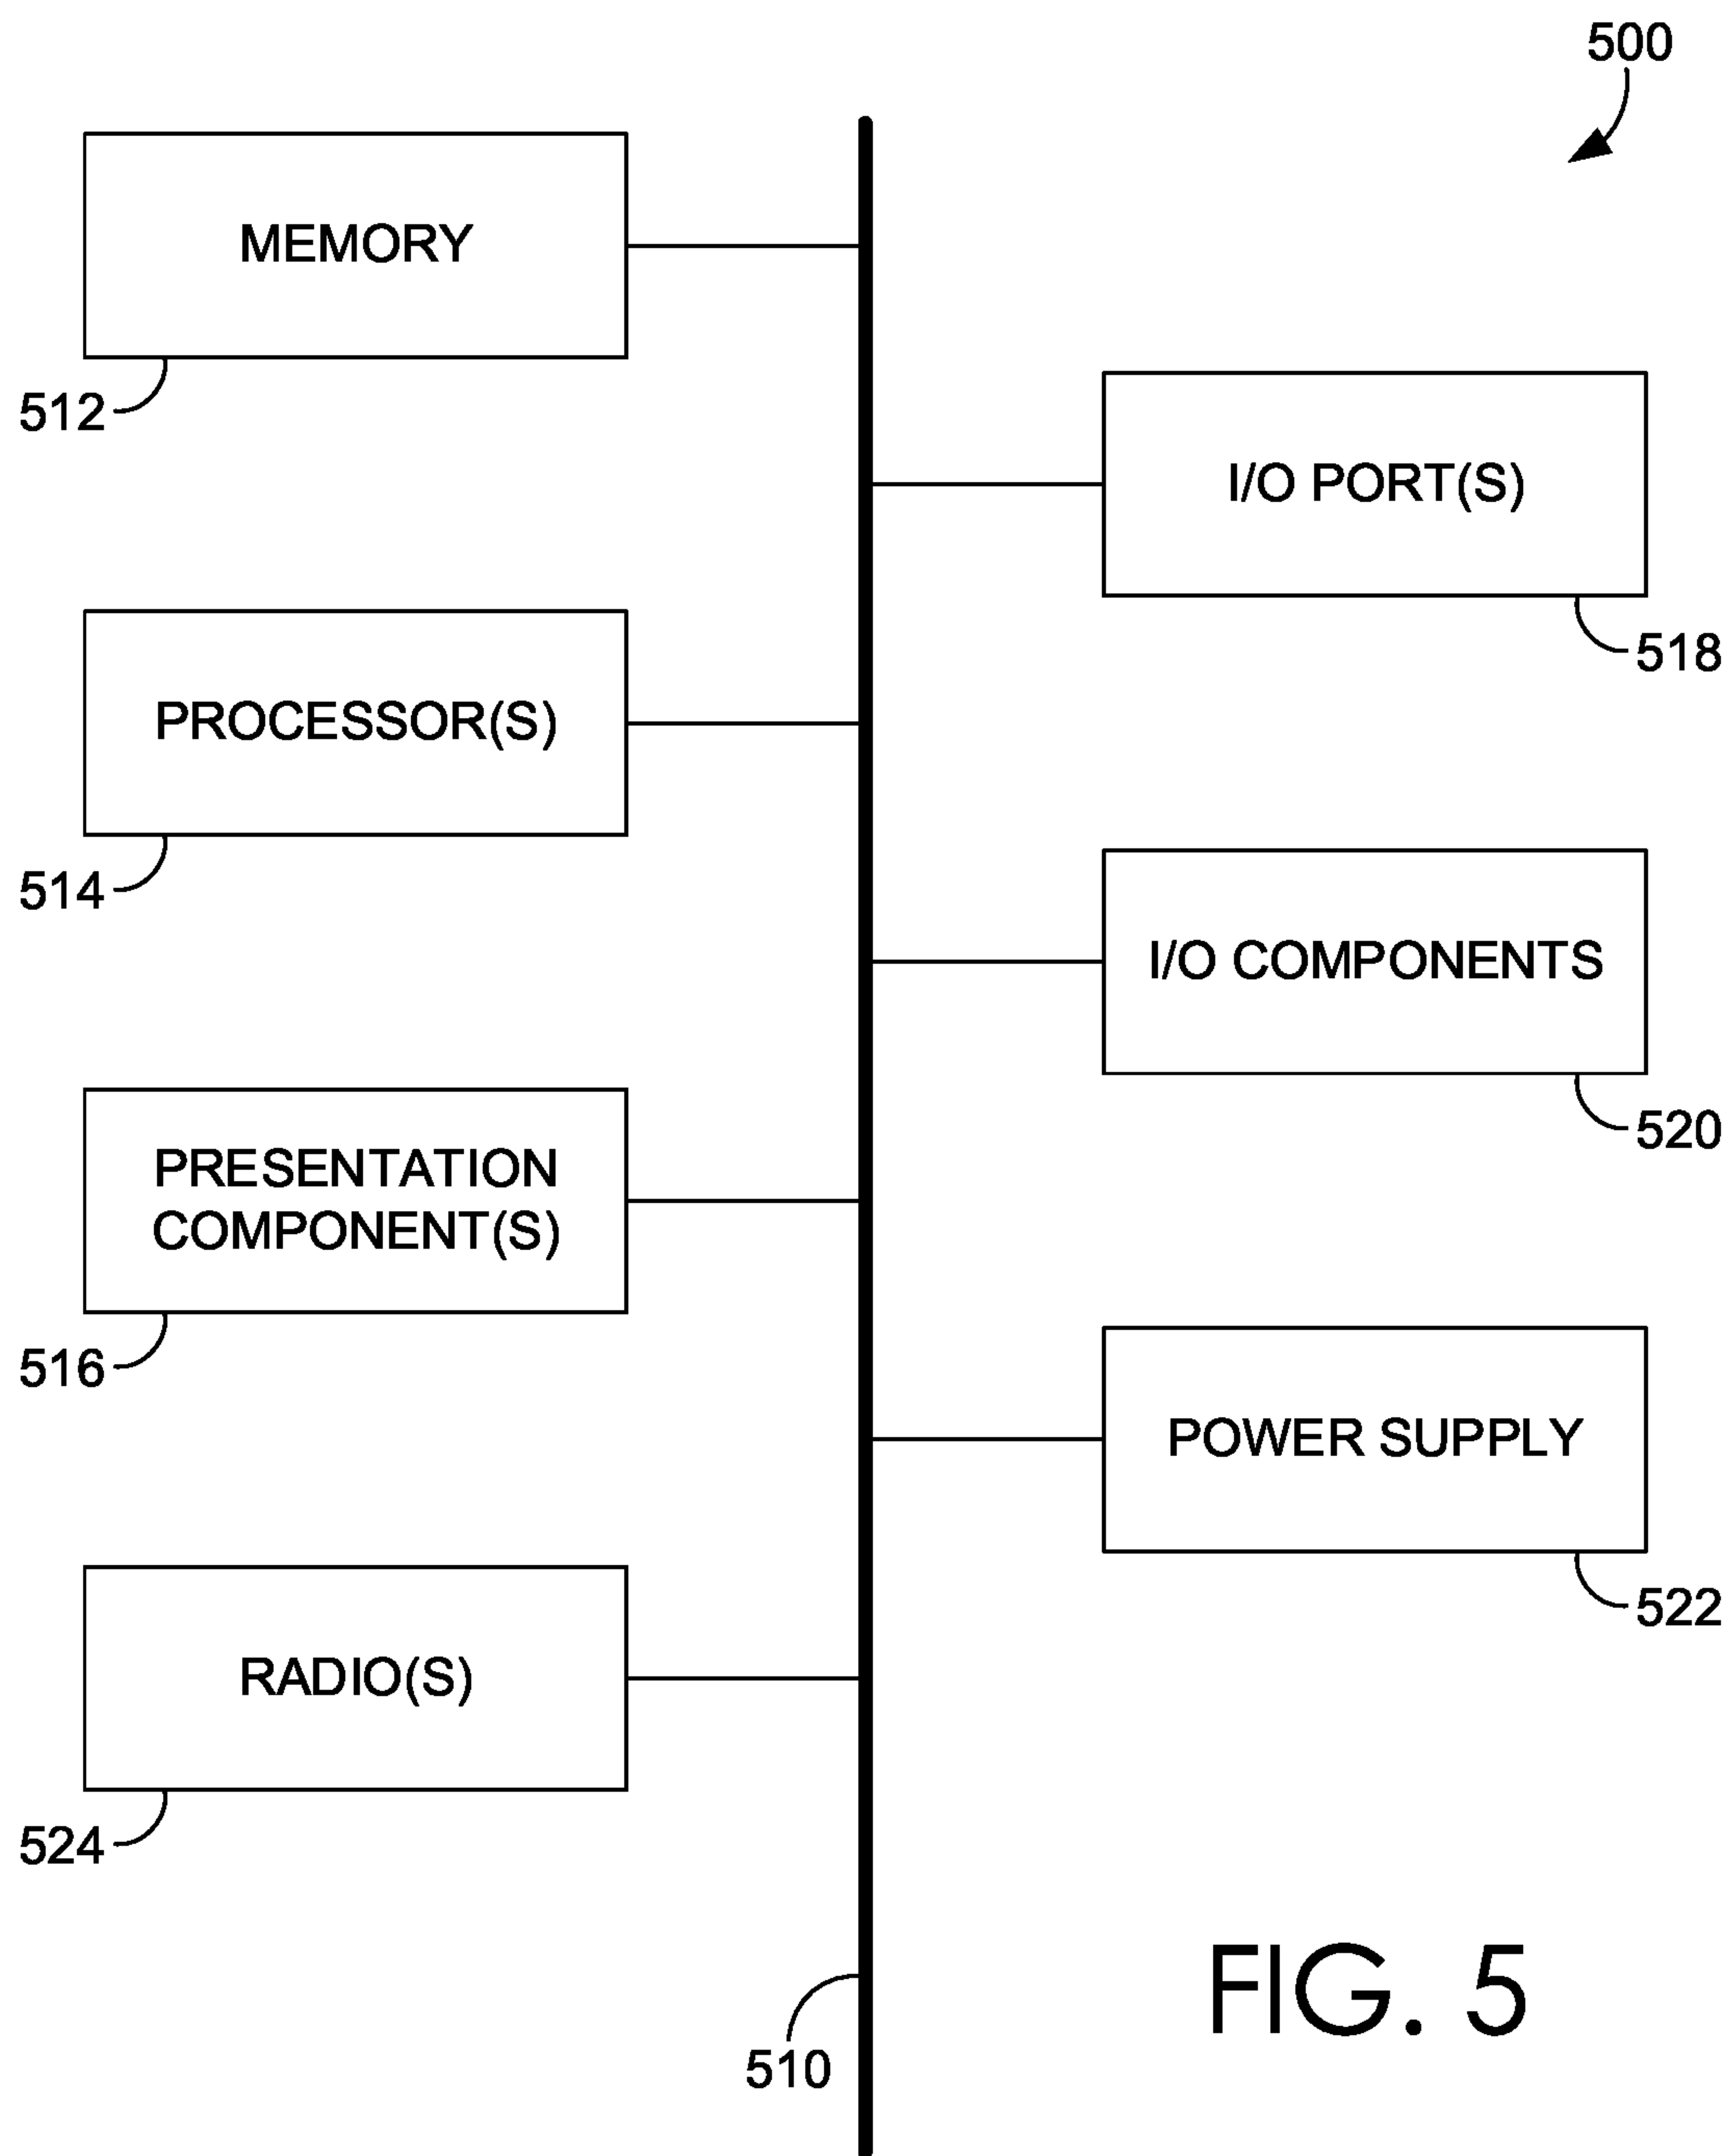 500
MEMORY
512
I/O PORT(S)
518
PROCESSOR(S)
514
I/O COMPONENTS
520
PRESENTATION
COMPONENT(S)
516
POWER SUPPLY
522
RADIO(S)
524
510
FIG. 5